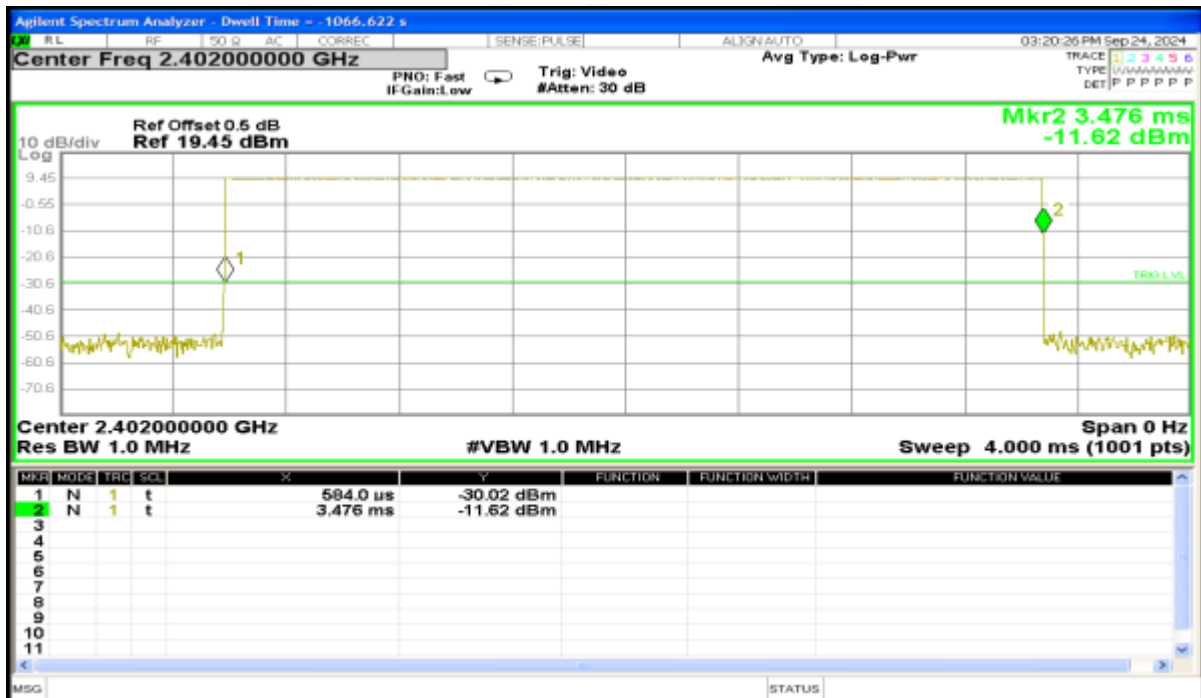 Agilent Spectrum Analyzer - Dwell Time = -1066.622 s
RL RF 50 Ω AC CORREC SENSE:PULSE ALIGNAUTO 03:20:26 PM Sep 24, 2024
Center Freq 2.402000000 GHz
Avg Type: Log-Pwr
TRACE 1 2 3 4 5 6
PNO: Fast
Trig: Video
TYPE
IFGain:Low
#Atten: 30 dB
DET P P P P P P
Mkr2 3.476 ms
Ref Offset 0.5 dB
10 dB/div Ref 19.45 dBm -11.62 dBm
Log
9.45
-0.55
2
-10.6
-20.6
1
-30.6
TRIG LVL
-40.6
-50.6
-60.6
-70.6
Center 2.402000000 GHz Span 0 Hz
Res BW 1.0 MHz #VBW 1.0 MHz Sweep 4.000 ms (1001 pts)
MKR MODE TRC SCL X Y FUNCTION FUNCTION WIDTH FUNCTION VALUE
1 N 1 t 584.0 µs -30.02 dBm
2 N 1 t 3.476 ms -11.62 dBm
3
4
5
6
7
8
9
10
11
MSG STATUS